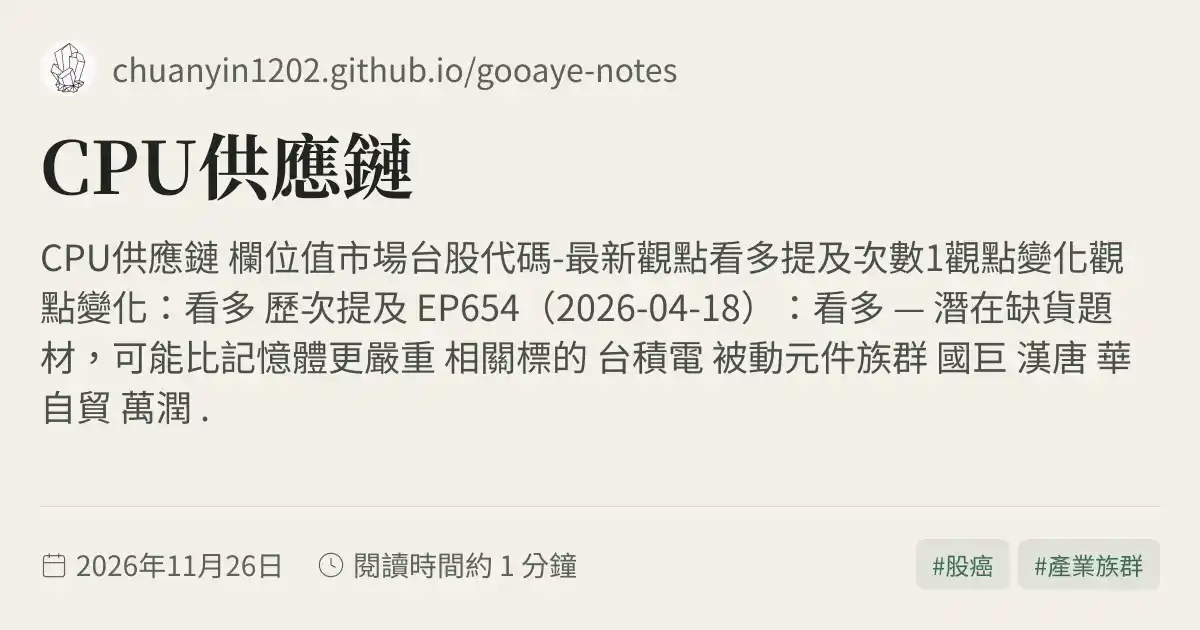 chuanyin1202.github.io/gooaye-notes
CPU供應鏈
CPU供應鏈 欄位值市場台股代碼-最新觀點看多提及次數1觀點變化觀
點變化：看多 歷次提及 EP654（2026-04-18）：看多 — 潛在缺貨題
材，可能比記憶體更嚴重 相關標的 台積電 被動元件族群 國巨 漢唐 華
自貿 萬潤 .
2026年11月26日 閱讀時間約 1 分鐘 #股癌 #產業族群